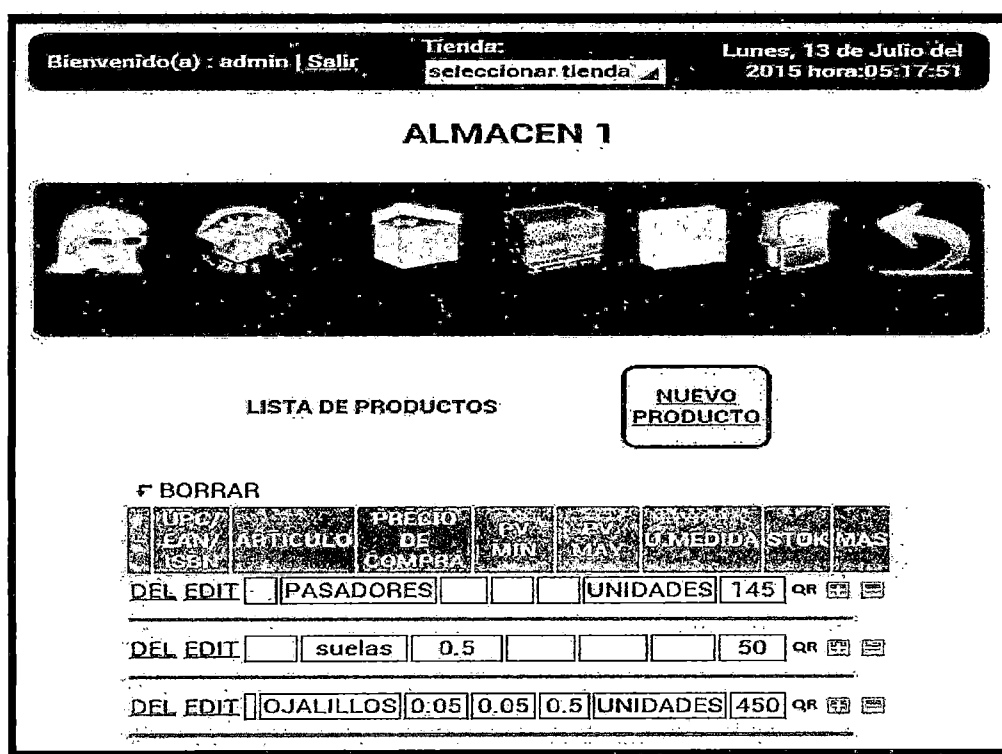 Bienvenido(a) : admin | Salir
Tienda:
seleccionar tienda
Lunes, 13 de Julio del
2015 hora:05:17:51
ALMACEN 1
LISTA DE PRODUCTOS
NUEVO
PRODUCTO
BORRAR
UPC/
EAN/
ISBN
ARTICULO
PRECIO
DE
COMPRA
PV
MIN
PV
MAY
U.MEDIDA
STOK
MAS
DEL EDIT PASADORES UNIDADES 145 QR
DEL EDIT suelas 0.5 50 QR
DEL EDIT OJALILLOS 0.05 0.05 0.5 UNIDADES 450 QR